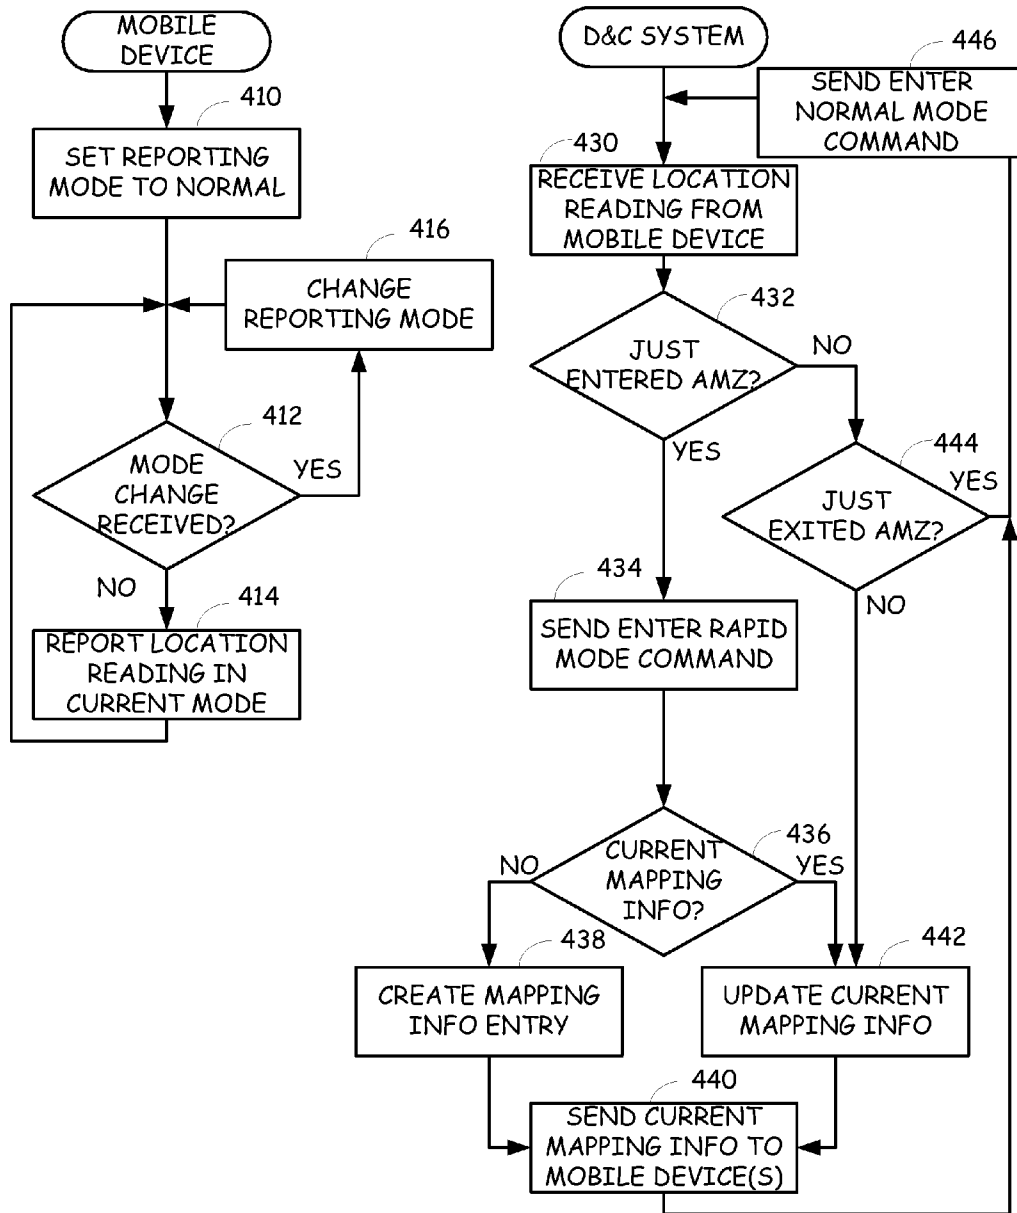 MOBILE
DEVICE
410
SET REPORTING
MODE TO NORMAL
416
CHANGE
REPORTING MODE
412
MODE
CHANGE
RECEIVED?
YES
NO
414
REPORT LOCATION
READING IN
CURRENT MODE
D&C SYSTEM
446
SEND ENTER
NORMAL MODE
COMMAND
430
RECEIVE LOCATION
READING FROM
MOBILE DEVICE
432
JUST
ENTERED AMZ?
NO
YES
444
JUST
EXITED AMZ?
YES
NO
434
SEND ENTER RAPID
MODE COMMAND
436
CURRENT
MAPPING
INFO?
NO
YES
438
CREATE MAPPING
INFO ENTRY
442
UPDATE CURRENT
MAPPING INFO
440
SEND CURRENT
MAPPING INFO TO
MOBILE DEVICE(S)